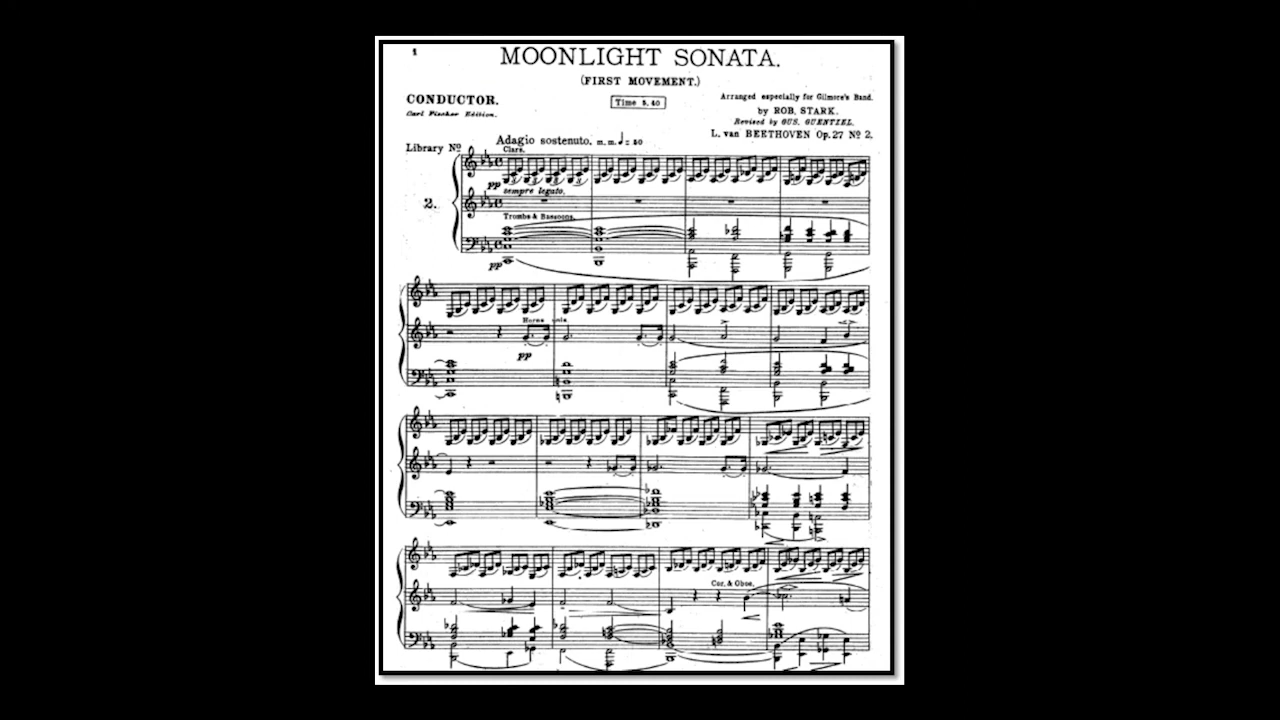 1
MOONLIGHT SONATA.
(FIRST MOVEMENT.)
CONDUCTOR.
Carl Fischer Edition.
Time 5.40
Arranged especially for Gilmore's Band.
by ROB. STARK.
Revised by GUS. GUENTZEL.
L. van BEETHOVEN Op. 27 Nº 2.
Library Nº
2.
Adagio sostenuto. m.m. ♩= 50
Clars.
pp sempre legato.
Trombs & Bassoons.
pp
Horns unis.
pp
Cor. & Oboe.